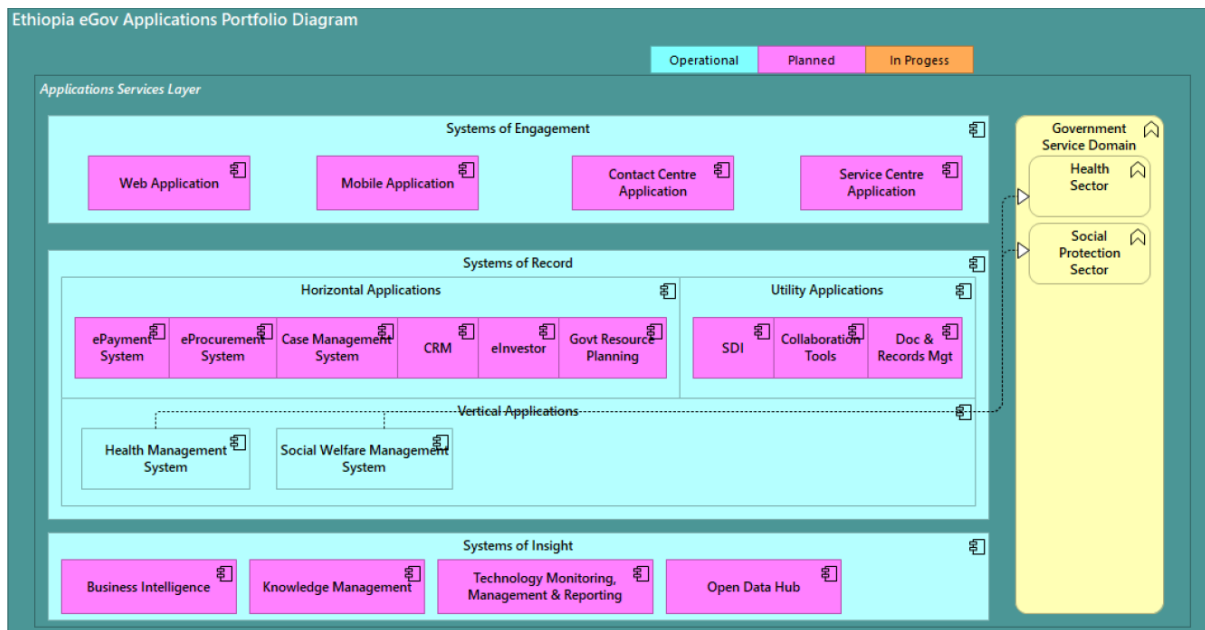 Ethiopia eGov Applications Portfolio Diagram
Operational
Planned
In Progess
Applications Services Layer
Systems of Engagement
Web Application
Mobile Application
Contact Centre
Application
Service Centre
Application
Government
Service Domain
Health
Sector
Social
Protection
Sector
Systems of Record
Horizontal Applications
Utility Applications
ePayment
System
eProcurement
System
Case Management
System
CRM
eInvestor
Govt Resource
Planning
SDI
Collaboration
Tools
Doc &
Records Mgt
Vertical Applications
Health Management
System
Social Welfare Management
System
Systems of Insight
Business Intelligence
Knowledge Management
Technology Monitoring,
Management & Reporting
Open Data Hub